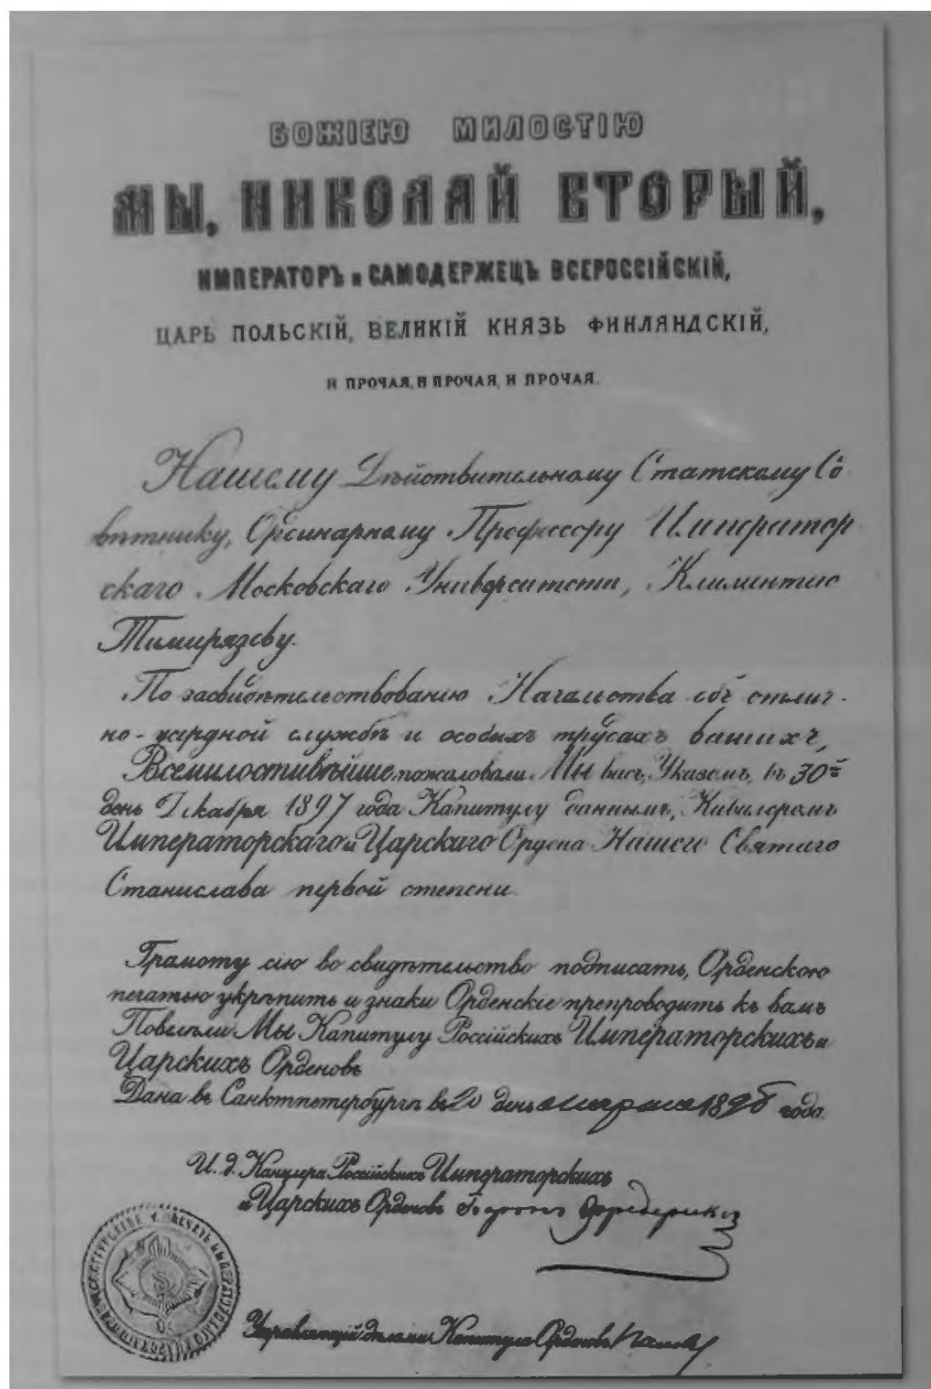 БОЖІЕЮ МИЛОСТІЮ
МЫ, НИКОЛАЙ ВТОРЫЙ,
ИМПЕРАТОРЪ и САМОДЕРЖЕЦЪ ВСЕРОССІЙСКІЙ,
ЦАРЬ ПОЛЬСКІЙ, ВЕЛИКІЙ КНЯЗЬ ФИНЛЯНДСКІЙ,
И ПРОЧАЯ, И ПРОЧАЯ, И ПРОЧАЯ.
Нашему Дѣйствительному Статскому Со
вѣтнику, Ординарному Профессору Император
скаго Московскаго Университета, Климентію
Тимирязеву.
По засвидѣтельствованію Начальства объ отлич-
но-усердной службѣ и особыхъ трудахъ вашихъ,
Всемилостивѣйше пожаловали Мы васъ, Указомъ, въ 30й
день Декабря 1897 года Капитулу даннымъ, Кавалеромъ
Императорскаго и Царскаго Ордена Нашего Святаго
Станислава первой степени.
Грамоту сію во свидѣтельство подписать, Орденскою
печатью укрѣпить и знаки Орденскіе препроводить къ вамъ
Повелѣли Мы Капитулу Россійскихъ Императорскихъ и
Царскихъ Орденовъ
Дана въ Санктпетербургѣ въ 20 день 1898 года.
И. д. Канцлера Россійскихъ Императорскихъ
и Царскихъ Орденовъ Баронъ Фредериксъ
Управляющій дѣлами Капитула Орденовъ